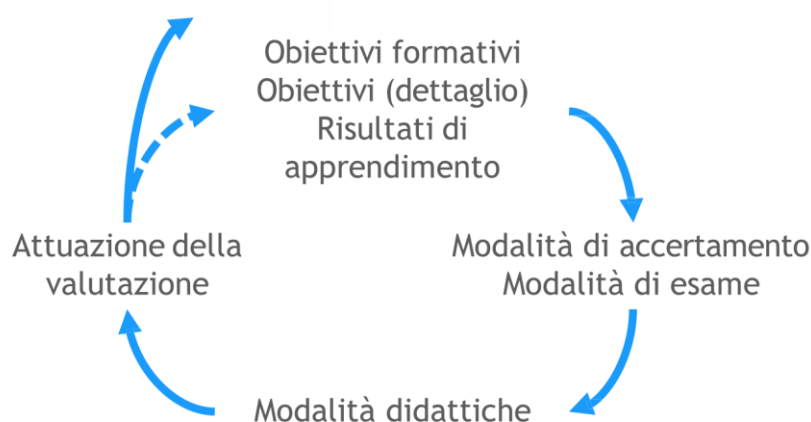 Obiettivi formativi
Obiettivi (dettaglio)
Risultati di
apprendimento
Modalità di accertamento
Modalità di esame
Modalità didattiche
Attuazione della
valutazione